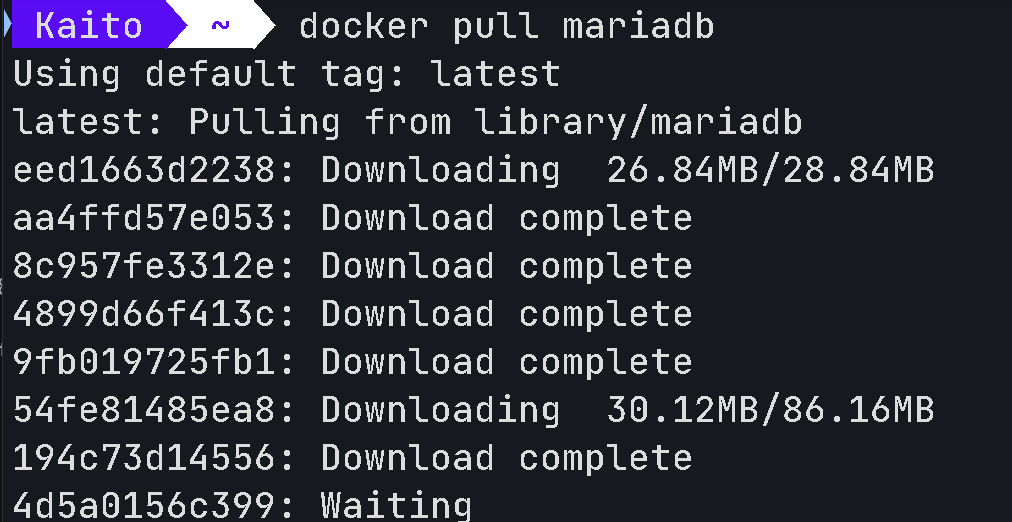 Kaito ~ docker pull mariadb
Using default tag: latest
latest: Pulling from library/mariadb
eed1663d2238: Downloading  26.84MB/28.84MB
aa4ffd57e053: Download complete
8c957fe3312e: Download complete
4899d66f413c: Download complete
9fb019725fb1: Download complete
54fe81485ea8: Downloading  30.12MB/86.16MB
194c73d14556: Download complete
4d5a0156c399: Waiting